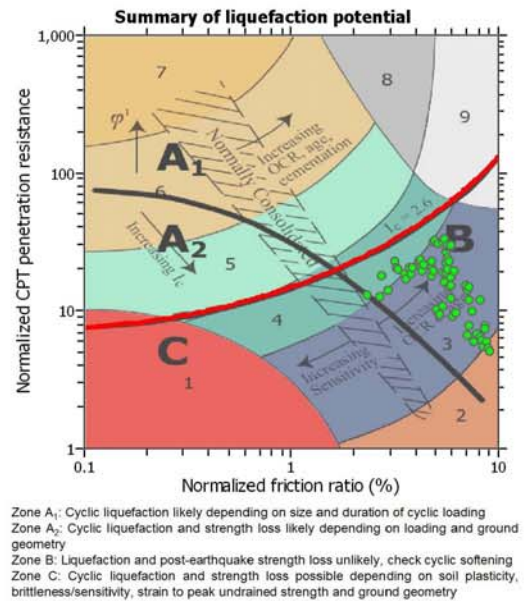 Summary of liquefaction potential
1,000
7
8
9
φ'
Increasing
OCR, age,
cementation
A1
Normally Consolidated
100
6
Ic = 2.6
A2
B
Increasing Ic
5
10
4
Increasing
OCR
C
3
Increasing
Sensitivity
1
2
1
0.1
1
10
Normalized CPT penetration resistance
Normalized friction ratio (%)
Zone A1: Cyclic liquefaction likely depending on size and duration of cyclic loading
Zone A2: Cyclic liquefaction and strength loss likely depending on loading and ground
geometry
Zone B: Liquefaction and post-earthquake strength loss unlikely, check cyclic softening
Zone C: Cyclic liquefaction and strength loss possible depending on soil plasticity,
brittleness/sensitivity, strain to peak undrained strength and ground geometry